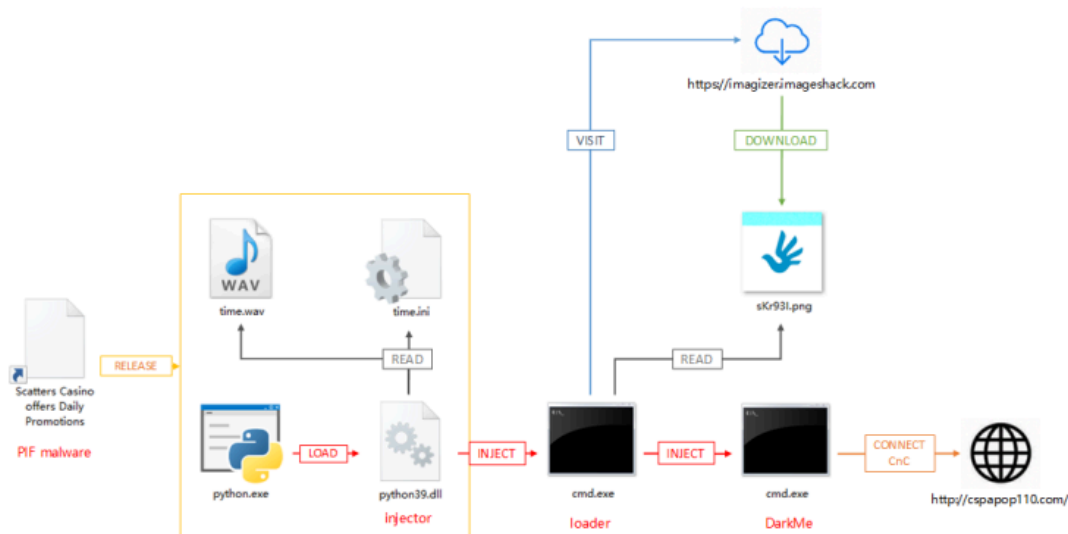 https://imagizer.imageshack.com
VISIT
DOWNLOAD
WAV
time.wav
time.ini
sKr93I.png
READ
READ
RELEASE
Scatters Casino
offers Daily
Promotions
PIF malware
LOAD
INJECT
INJECT
CONNECT
CnC
python.exe
python39.dll
cmd.exe
cmd.exe
http://cspapop110.com/
injector
loader
DarkMe